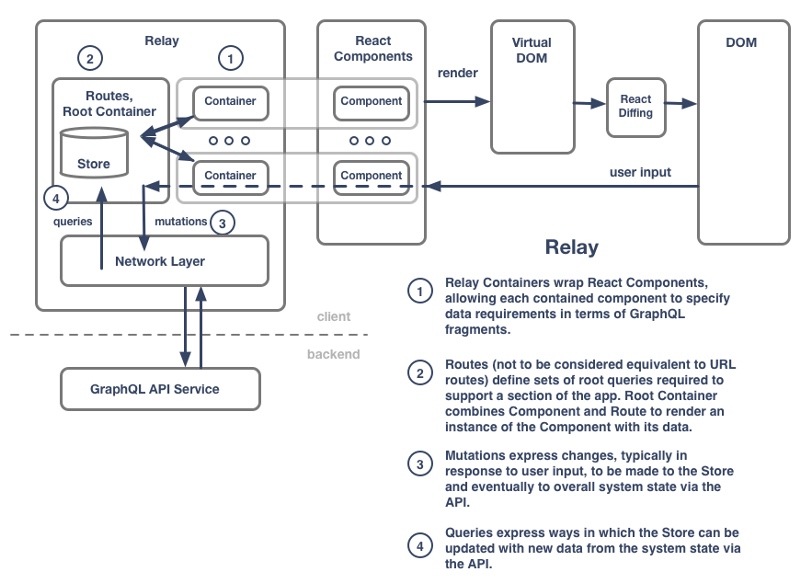 Relay
React
Components
Virtual
DOM
DOM
2
1
render
Routes,
Root Container
Container
Component
React
Diffing
Store
Container
Component
user input
4
queries
mutations
3
Network Layer
Relay
client
backend
GraphQL API Service
1
Relay Containers wrap React Components,
allowing each contained component to specify
data requirements in terms of GraphQL
fragments.
2
Routes (not to be considered equivalent to URL
routes) define sets of root queries required to
support a section of the app. Root Container
combines Component and Route to render an
instance of the Component with its data.
3
Mutations express changes, typically in
response to user input, to be made to the Store
and eventually to overall system state via the
API.
4
Queries express ways in which the Store can be
updated with new data from the system state via
the API.